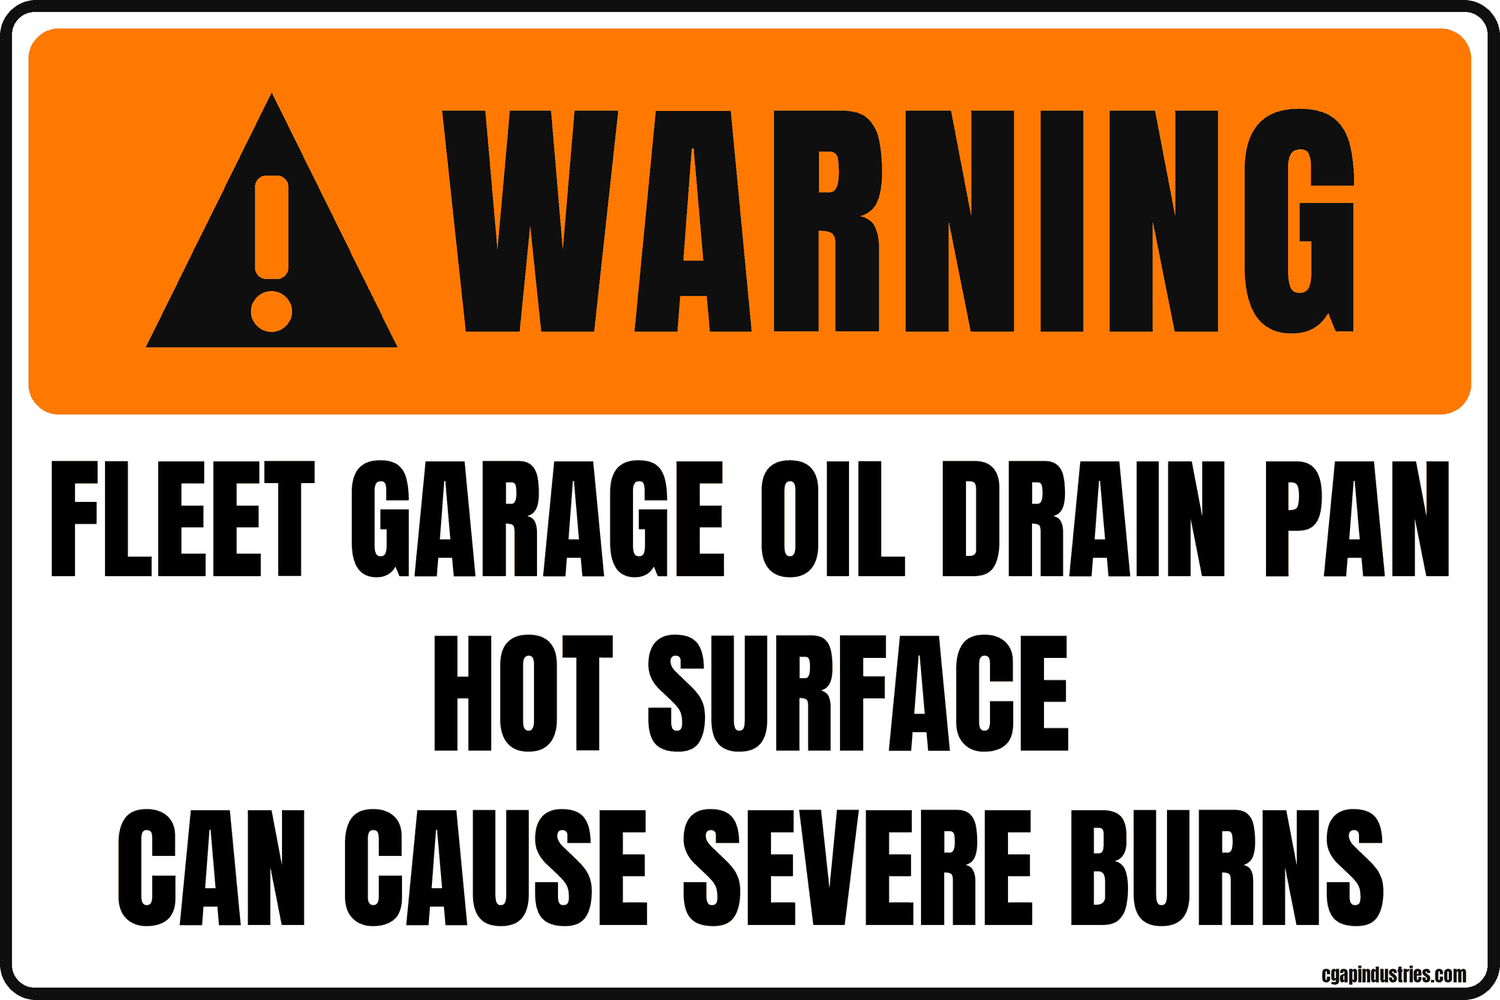 WARNING
FLEET GARAGE OIL DRAIN PAN
HOT SURFACE
CAN CAUSE SEVERE BURNS
cgapindustries.com